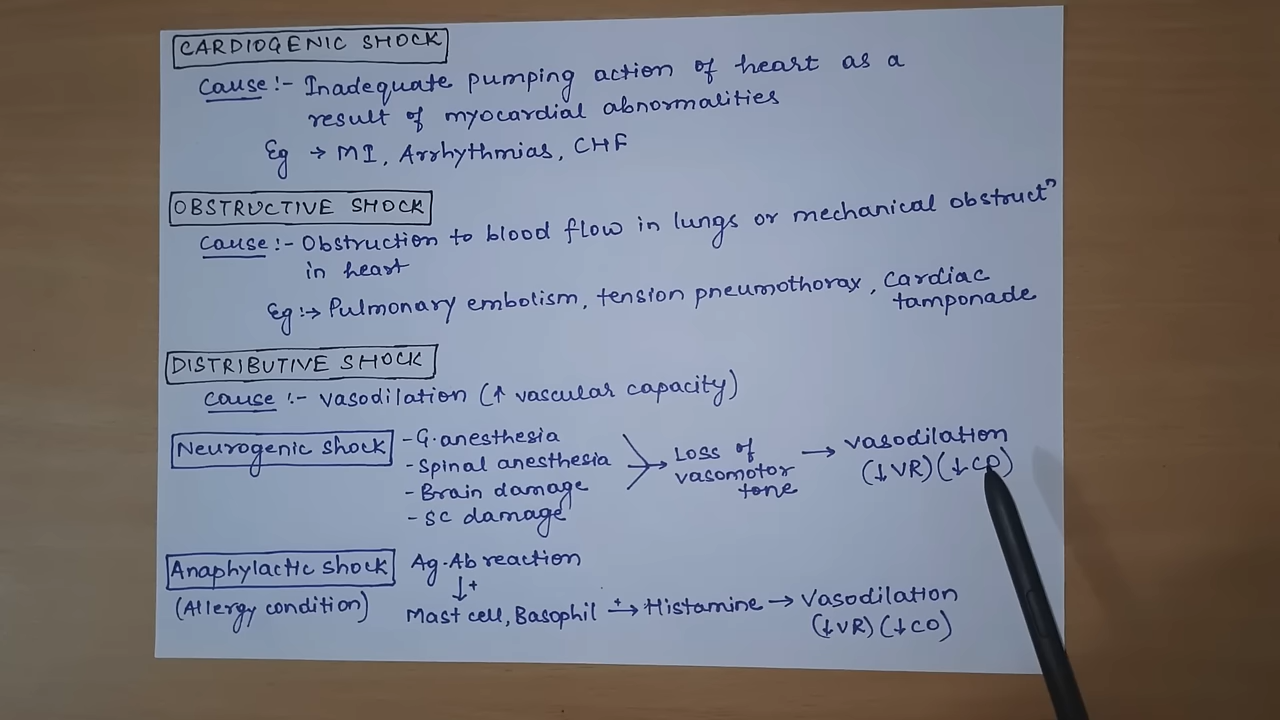 CARDIOGENIC SHOCK
Cause :- Inadequate pumping action of heart as a
result of myocardial abnormalities
Eg → MI, Arrhythmias, CHF
OBSTRUCTIVE SHOCK
Cause :- Obstruction to blood flow in lungs or mechanical obstructⁿ
in heart
Eg :→ Pulmonary embolism, tension pneumothorax, cardiac
tamponade
DISTRIBUTIVE SHOCK
Cause :- Vasodilation (↑ vascular capacity)
Neurogenic shock
- G. anesthesia
- Spinal anesthesia
- Brain damage
- SC damage
→ Loss of
vasomotor
tone
→ vasodilation
(↓VR) (↓CO)
Anaphylactic shock
(Allergy condition)
Ag-Ab reaction
↓+
Mast cell, Basophil +→ Histamine → Vasodilation
(↓VR) (↓CO)